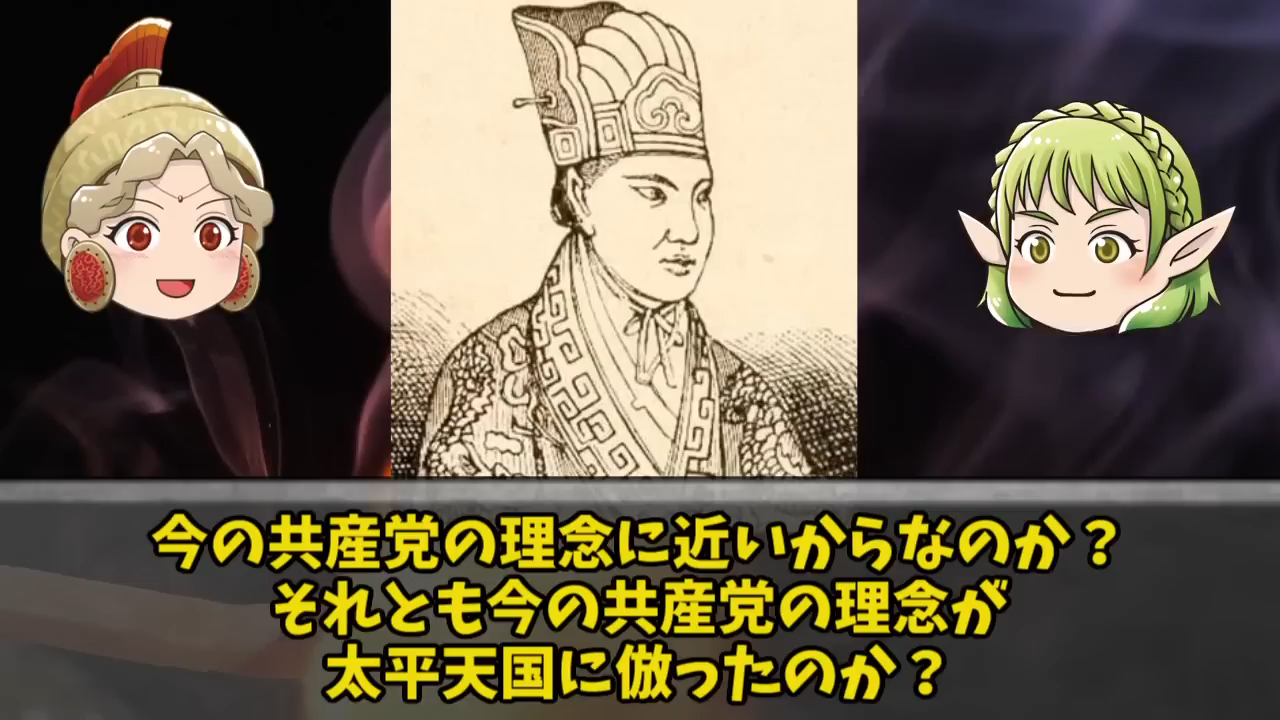 今の共産党の理念に近いからなのか？
それとも今の共産党の理念が
太平天国に倣ったのか？